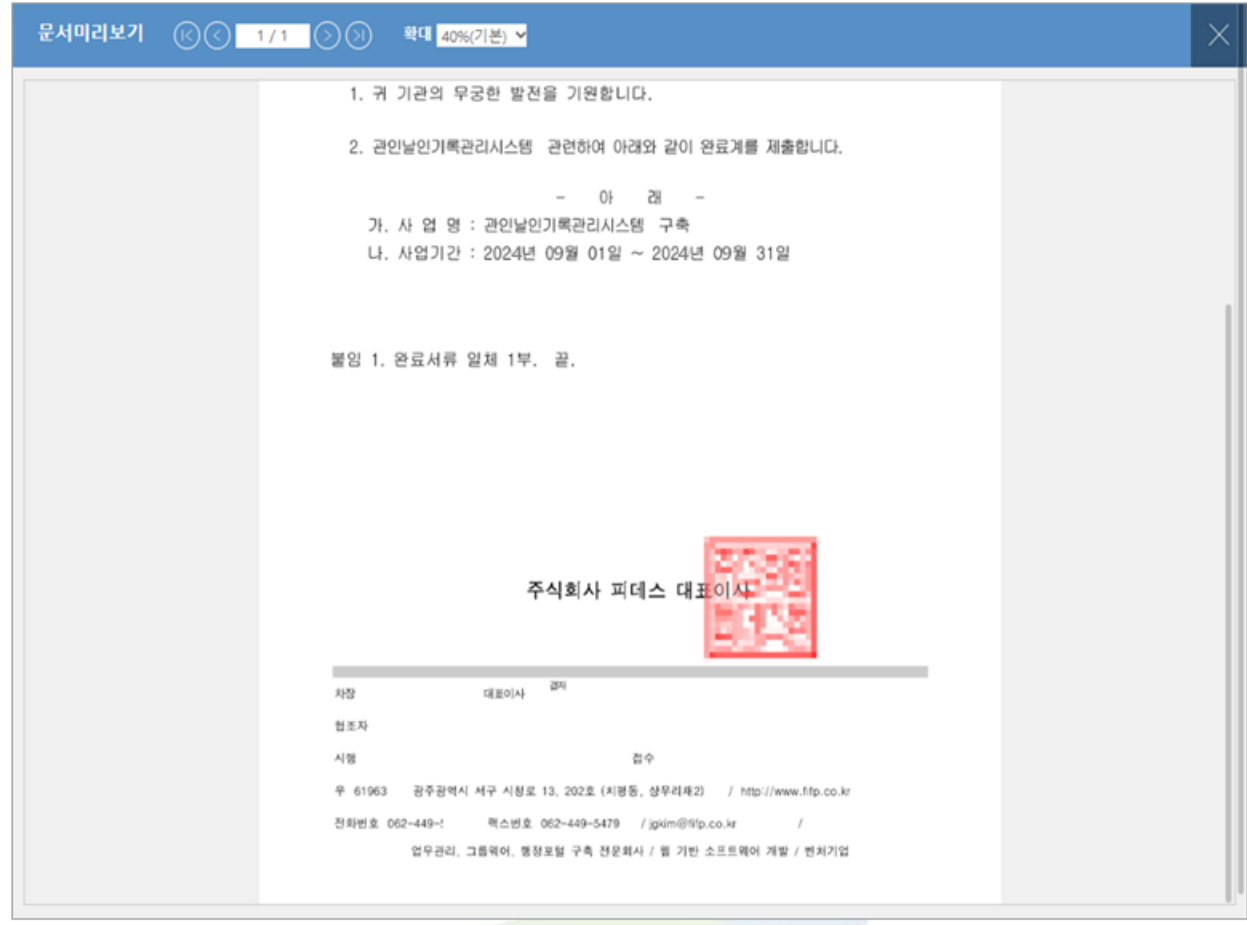 문서미리보기 1 / 1 확대 40%(기본)
1. 귀 기관의 무궁한 발전을 기원합니다.
2. 관인날인기록관리시스템 관련하여 아래와 같이 완료계를 제출합니다.
- 아 래 -
가. 사 업 명 : 관인날인기록관리시스템 구축
나. 사업기간 : 2024년 09월 01일 ~ 2024년 09월 31일
붙임 1. 완료서류 일체 1부. 끝.
주식회사 피데스 대표이사
차장 대표이사
협조자
시행 접수
우 61963 광주광역시 서구 시청로 13, 202호 (치평동, 상무리채2) / http://www.fifp.co.kr
전화번호 062-449- 팩스번호 062-449-5479 / jgkim@fifp.co.kr /
업무관리, 그룹웨어, 행정포털 구축 전문회사 / 웹 기반 소프트웨어 개발 / 벤처기업